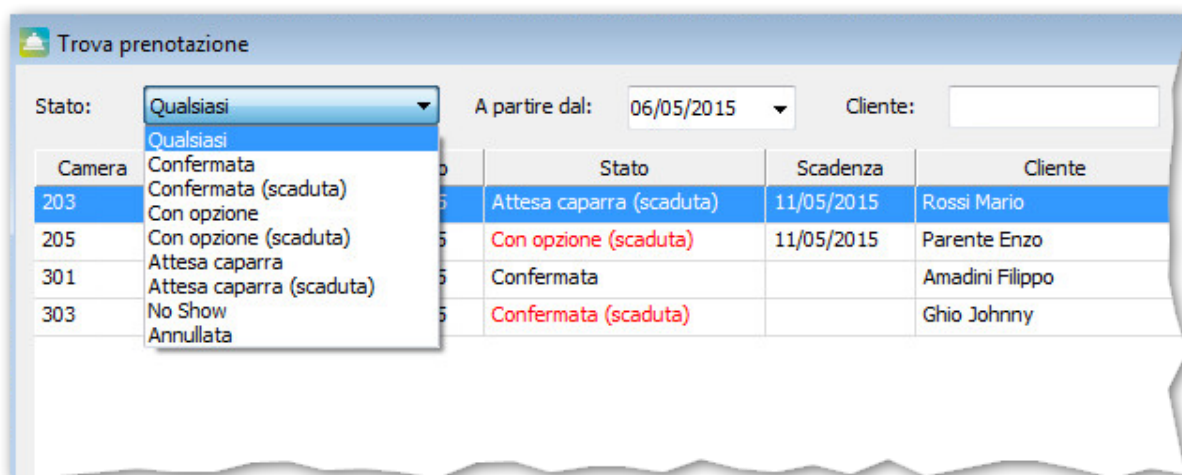 Trova prenotazione
Stato: Qualsiasi A partire dal: 06/05/2015 Cliente:
Qualsiasi
Confermata
Confermata (scaduta)
Con opzione
Con opzione (scaduta)
Attesa caparra
Attesa caparra (scaduta)
No Show
Annullata
Camera Stato Scadenza Cliente
203 Attesa caparra (scaduta) 11/05/2015 Rossi Mario
205 Con opzione (scaduta) 11/05/2015 Parente Enzo
301 Confermata Amadini Filippo
303 Confermata (scaduta) Ghio Johnny